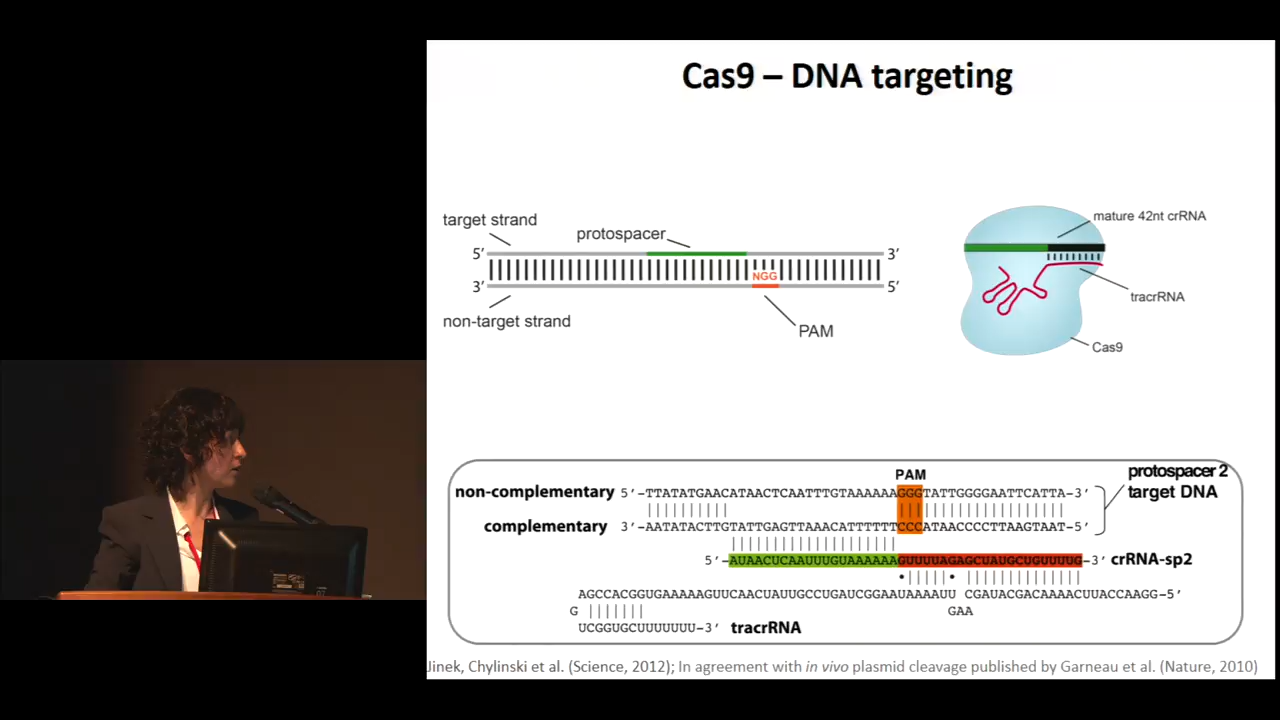 Cas9 – DNA targeting
target strand
protospacer
5’
3’
NGG
3’
5’
non-target strand
PAM
mature 42nt crRNA
tracrRNA
Cas9
PAM
protospacer 2
target DNA
non-complementary 5’-TTATATGAACATAACTCAATTTGTAAAAAAGGGTATTGGGGAATTCATTA-3’
complementary 3’-AATATACTTGTATTGAGTTAAACATTTTTTCCCATAACCCCTTAAGTAAT-5’
5’-AUAACUCAAUUUGUAAAAAAGUUUUAGAGCUAUGCUGUUUUG-3’ crRNA-sp2
AGCCACGGUGAAAAAGUUCAACUAUUGCCUGAUCGGAAUAAAAUU CGAUACGACAAAACUUACCAAGG-5’
G
GAA
UCGGUGCUUUUUUU-3’ tracrRNA
Jinek, Chylinski et al. (Science, 2012); In agreement with in vivo plasmid cleavage published by Garneau et al. (Nature, 2010)